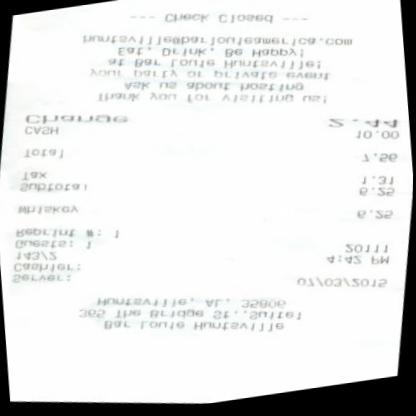 Bar Louie Huntsville
365 The Bridge St.,Suite1
Huntsville, AL, 35806
Server: 07/03/2015
Cashier:
143/2 4:42 PM
Guests: 1 20111
Reprint #: 1
Whiskey 6.25
Subtotal 6.25
Tax 1.31
Total 7.56
CASH 10.00
Change 2.44
Thank you for visiting us!
Ask us about hosting
your party or private event
at Bar Louie Huntsville!
Eat, Drink, Be Happy!
huntsville@barlouieamerica.com
--- Check Closed ---